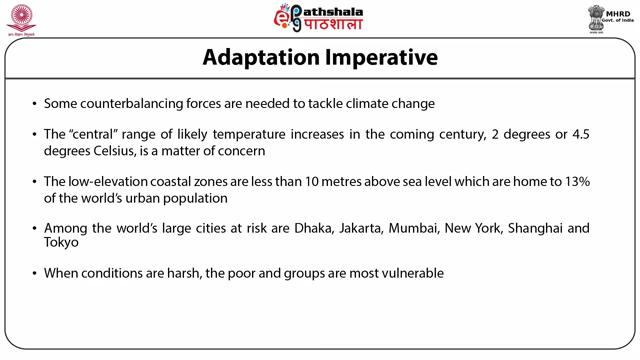 Pathshala
पाठशाला
MHRD
Govt. of India
Adaptation Imperative
• Some counterbalancing forces are needed to tackle climate change
• The “central” range of likely temperature increases in the coming century, 2 degrees or 4.5
degrees Celsius, is a matter of concern
• The low-elevation coastal zones are less than 10 metres above sea level which are home to 13%
of the world’s urban population
• Among the world’s large cities at risk are Dhaka, Jakarta, Mumbai, New York, Shanghai and
Tokyo
• When conditions are harsh, the poor and groups are most vulnerable